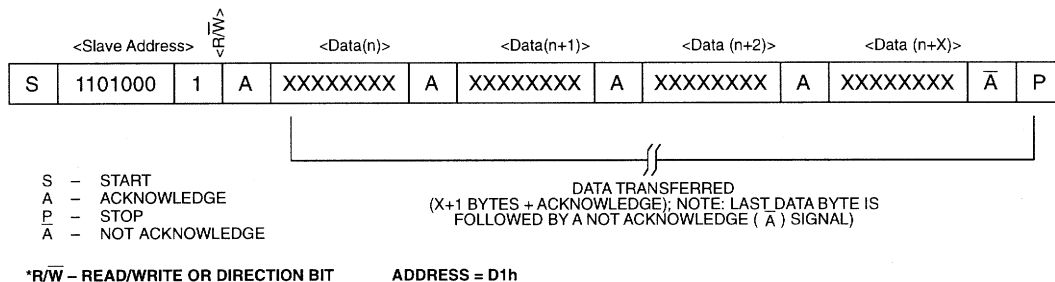 <Slave Address> <R/W̅> <Data(n)> <Data(n+1)> <Data (n+2)> <Data (n+X)>
S 1101000 1 A XXXXXXXX A XXXXXXXX A XXXXXXXX A XXXXXXXX A̅ P
S – START
A – ACKNOWLEDGE
P – STOP
A̅ – NOT ACKNOWLEDGE
DATA TRANSFERRED
(X+1 BYTES + ACKNOWLEDGE); NOTE: LAST DATA BYTE IS
FOLLOWED BY A NOT ACKNOWLEDGE ( A̅ ) SIGNAL)
*R/W̅ – READ/WRITE OR DIRECTION BIT ADDRESS = D1h